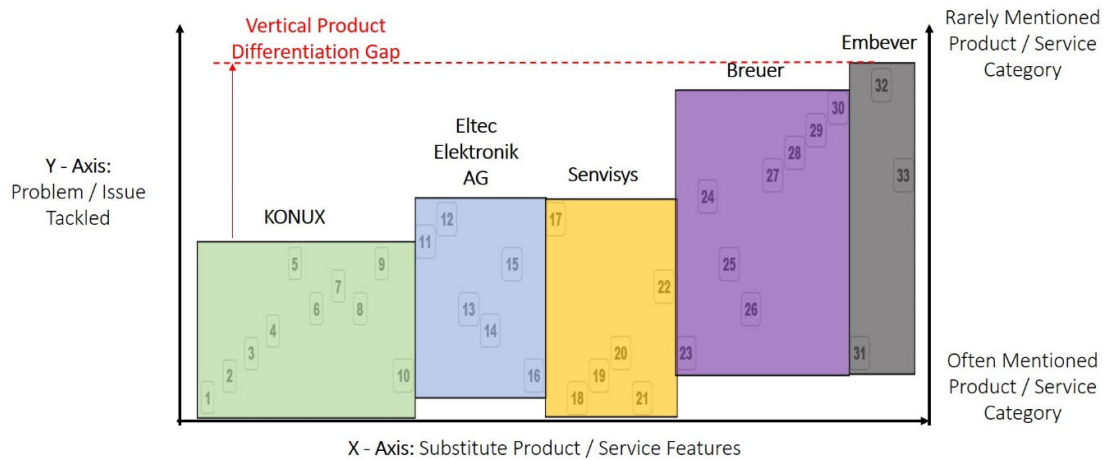 Vertical Product
Differentiation Gap
Rarely Mentioned
Product / Service
Category
Embever
Breuer
Eltec
Elektronik
AG
Senvisys
KONUX
Y - Axis:
Problem / Issue
Tackled
1
2
3
4
5
6
7
8
9
10
11
12
13
14
15
16
17
18
19
20
21
22
23
24
25
26
27
28
29
30
31
32
33
Often Mentioned
Product / Service
Category
X - Axis: Substitute Product / Service Features